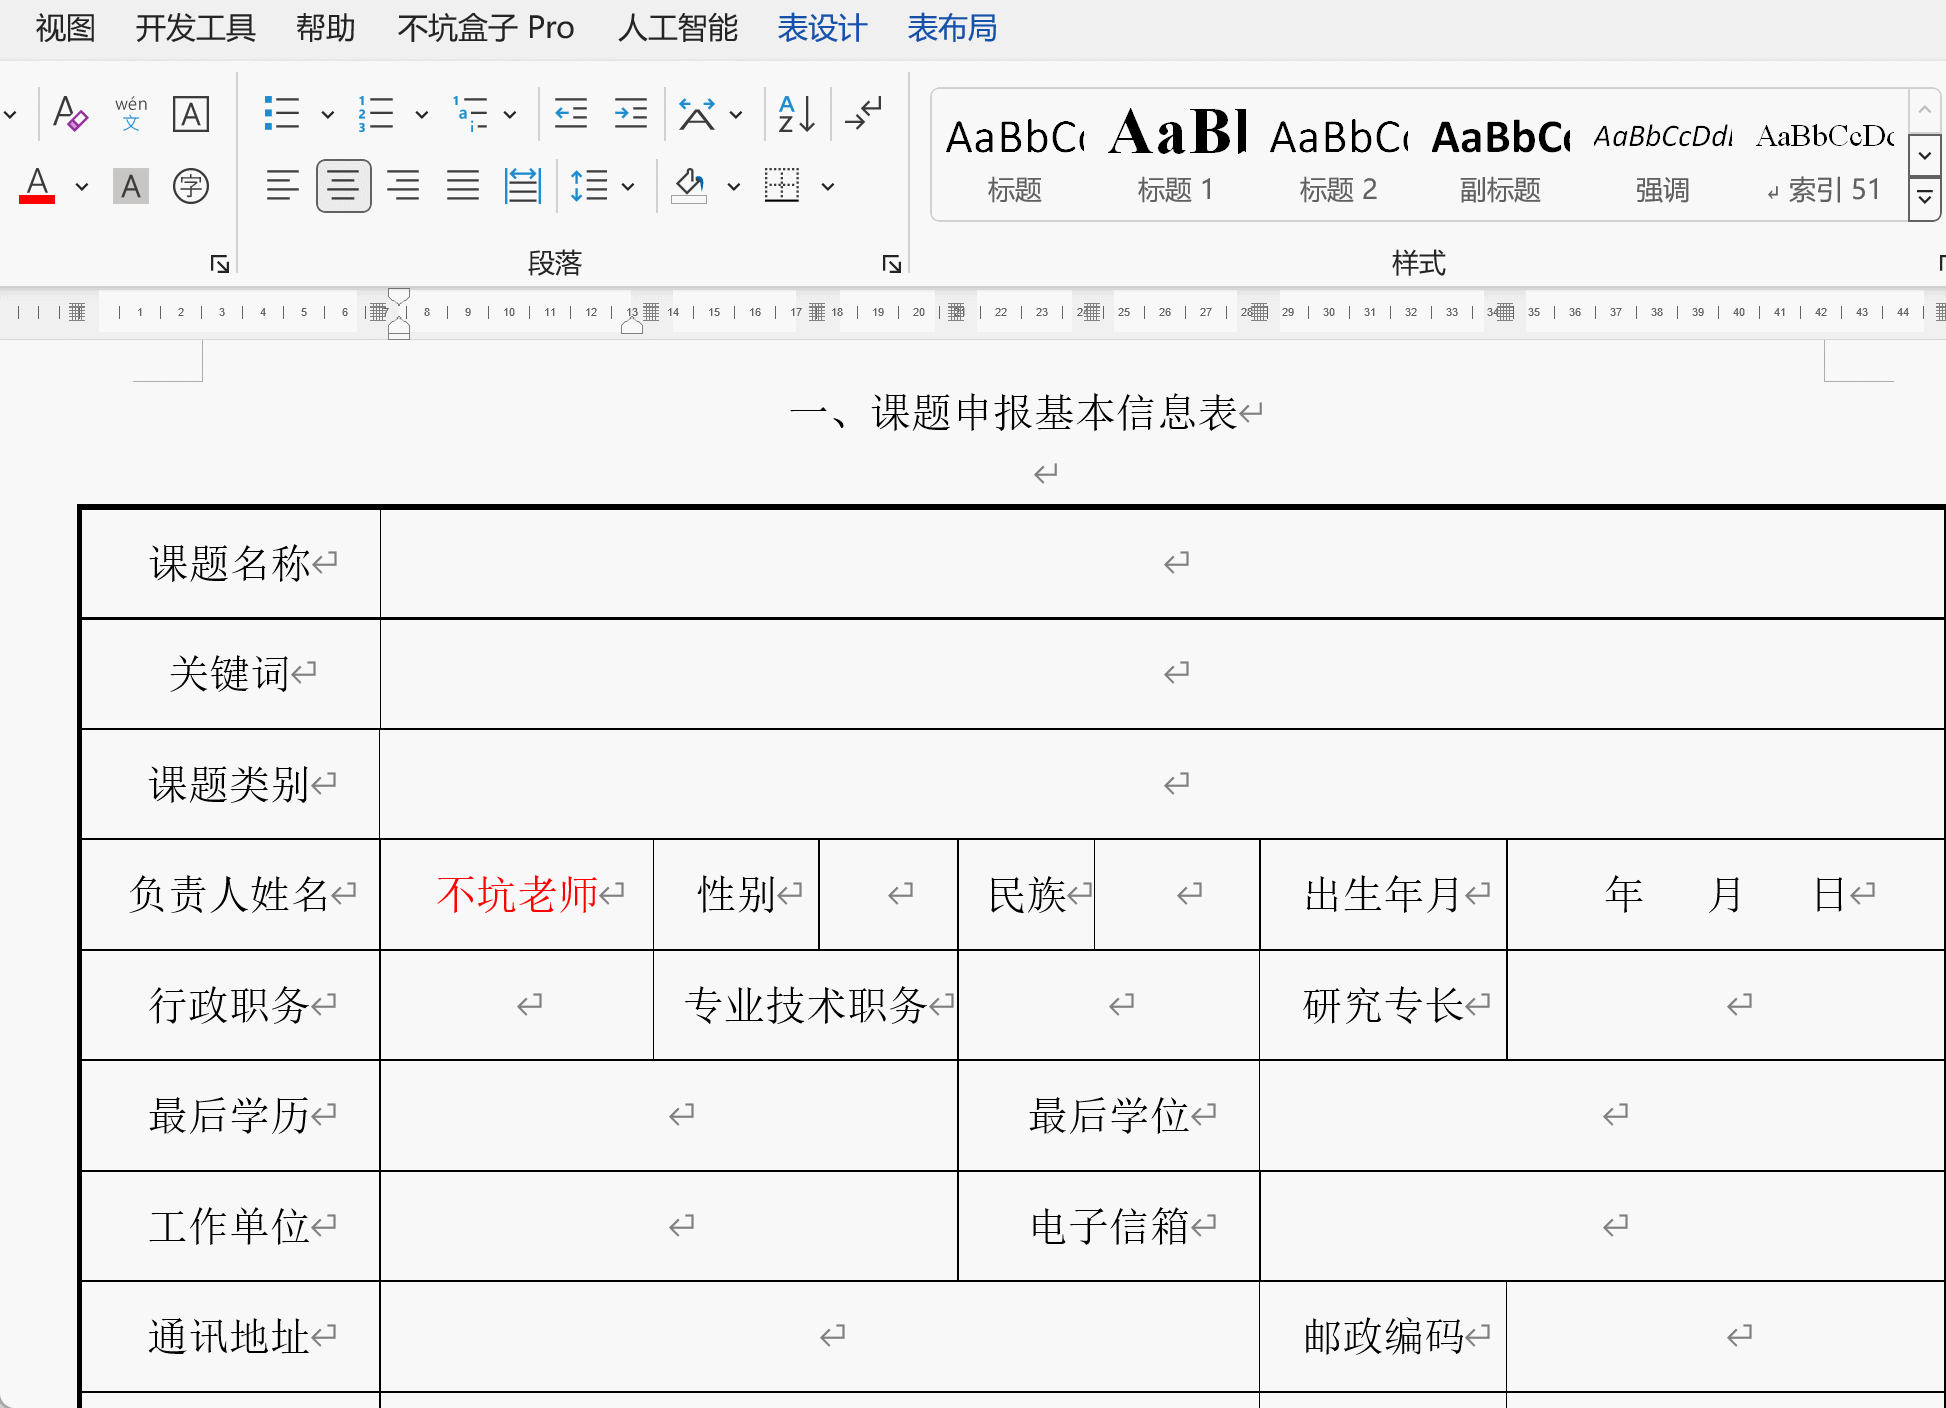 视图 开发工具 帮助 不坑盒子 Pro 人工智能 表设计 表布局
wén 文 A
A A 字
AaBbCc AaBl AaBbCc AaBbCc AaBbCcDdl AaBbCcDc
标题 标题 1 标题 2 副标题 强调 索引 51
段落 样式
1 2 3 4 5 6 7 8 9 10 11 12 13 14 15 16 17 18 19 20 21 22 23 24 25 26 27 28 29 30 31 32 33 34 35 36 37 38 39 40 41 42 43 44
一、课题申报基本信息表
课题名称
关键词
课题类别
负责人姓名 不坑老师 性别 民族 出生年月 年 月 日
行政职务 专业技术职务 研究专长
最后学历 最后学位
工作单位 电子信箱
通讯地址 邮政编码